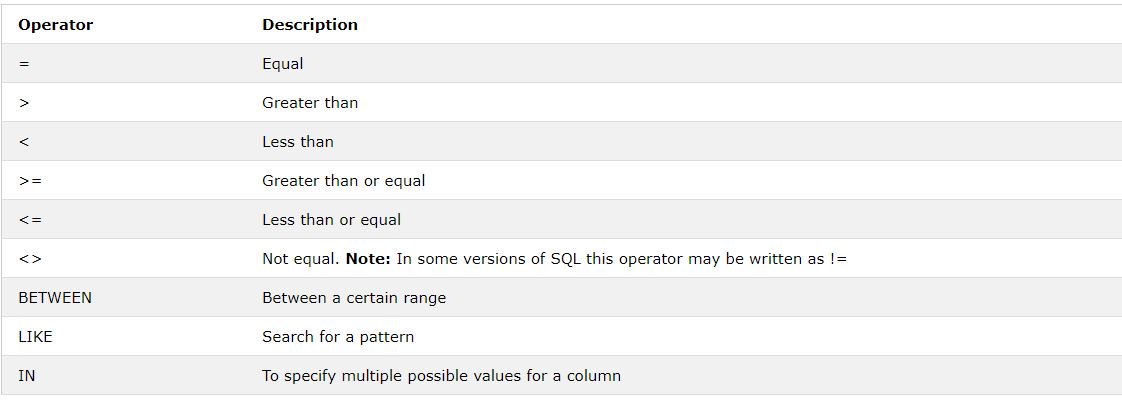 Operator Description
= Equal
> Greater than
< Less than
>= Greater than or equal
<= Less than or equal
<> Not equal. Note: In some versions of SQL this operator may be written as !=
BETWEEN Between a certain range
LIKE Search for a pattern
IN To specify multiple possible values for a column